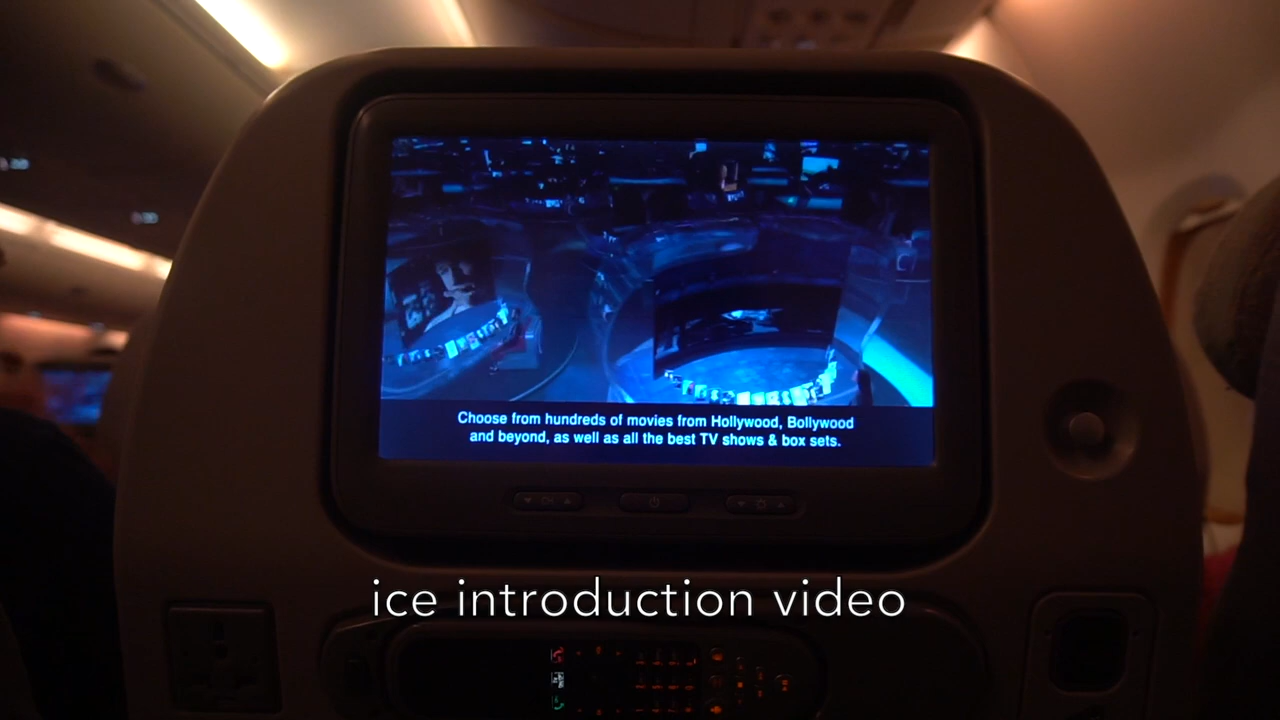 Choose from hundreds of movies from Hollywood, Bollywood
and beyond, as well as all the best TV shows & box sets.
ice introduction video